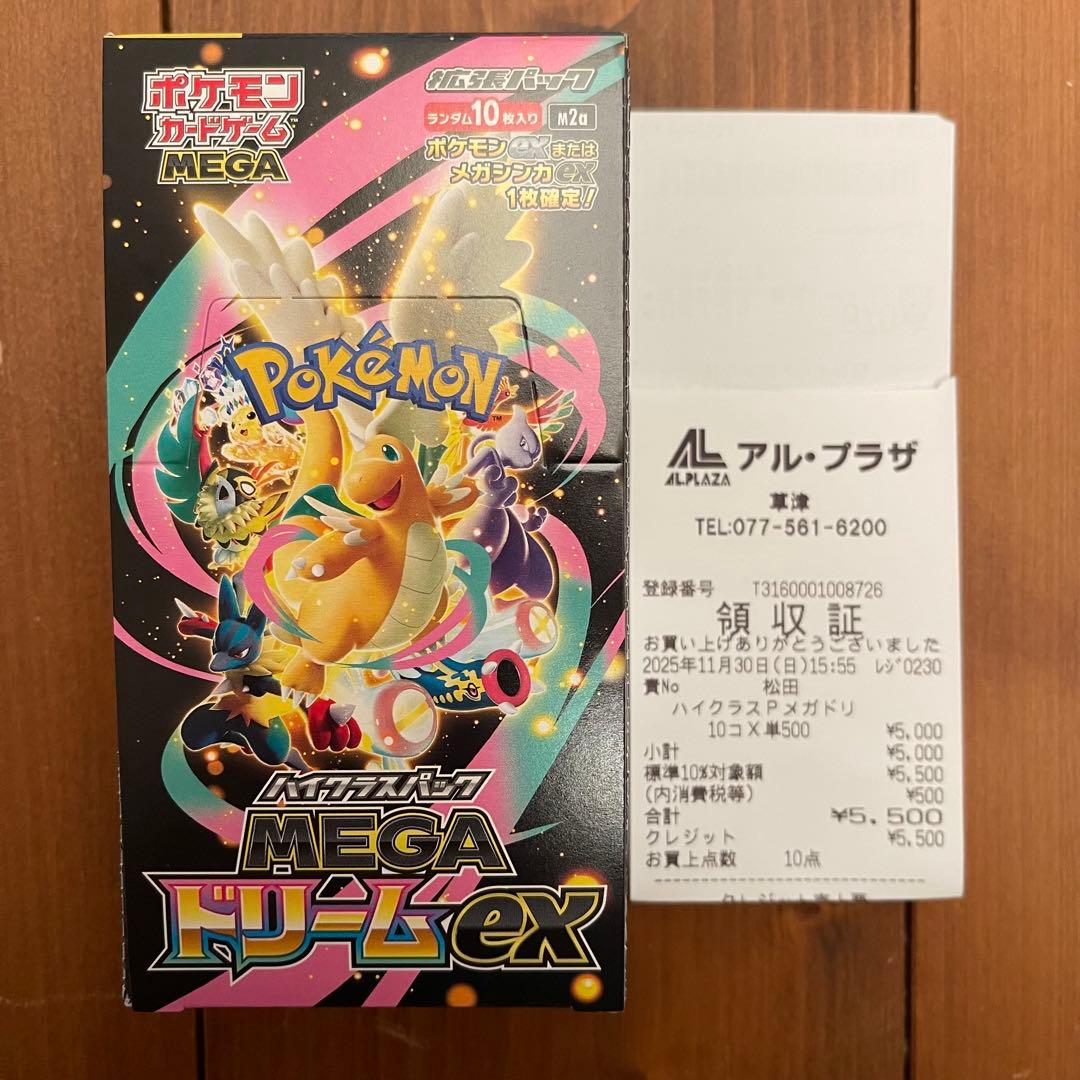 ポケモン
カードゲーム
MEGA
拡張パック
ランダム10枚入り M2a
ポケモンexまたは
メガシンカex
1枚確定!
POKéMON
ハイクラスパック
MEGA
ドリームex
AL アル・プラザ
ALPLAZA
草津
TEL:077-561-6200
登録番号 T3160001008726
領収証
お買い上げありがとうございました
2025年11月30日(日)15:55 レジ0230
責No 松田
ハイクラスPメガドリ
10コX単500 ¥5,000
小計 ¥5,000
標準10%対象額 ¥5,500
(内消費税等) ¥500
合計 ¥5,500
クレジット ¥5,500
お買上点数 10点